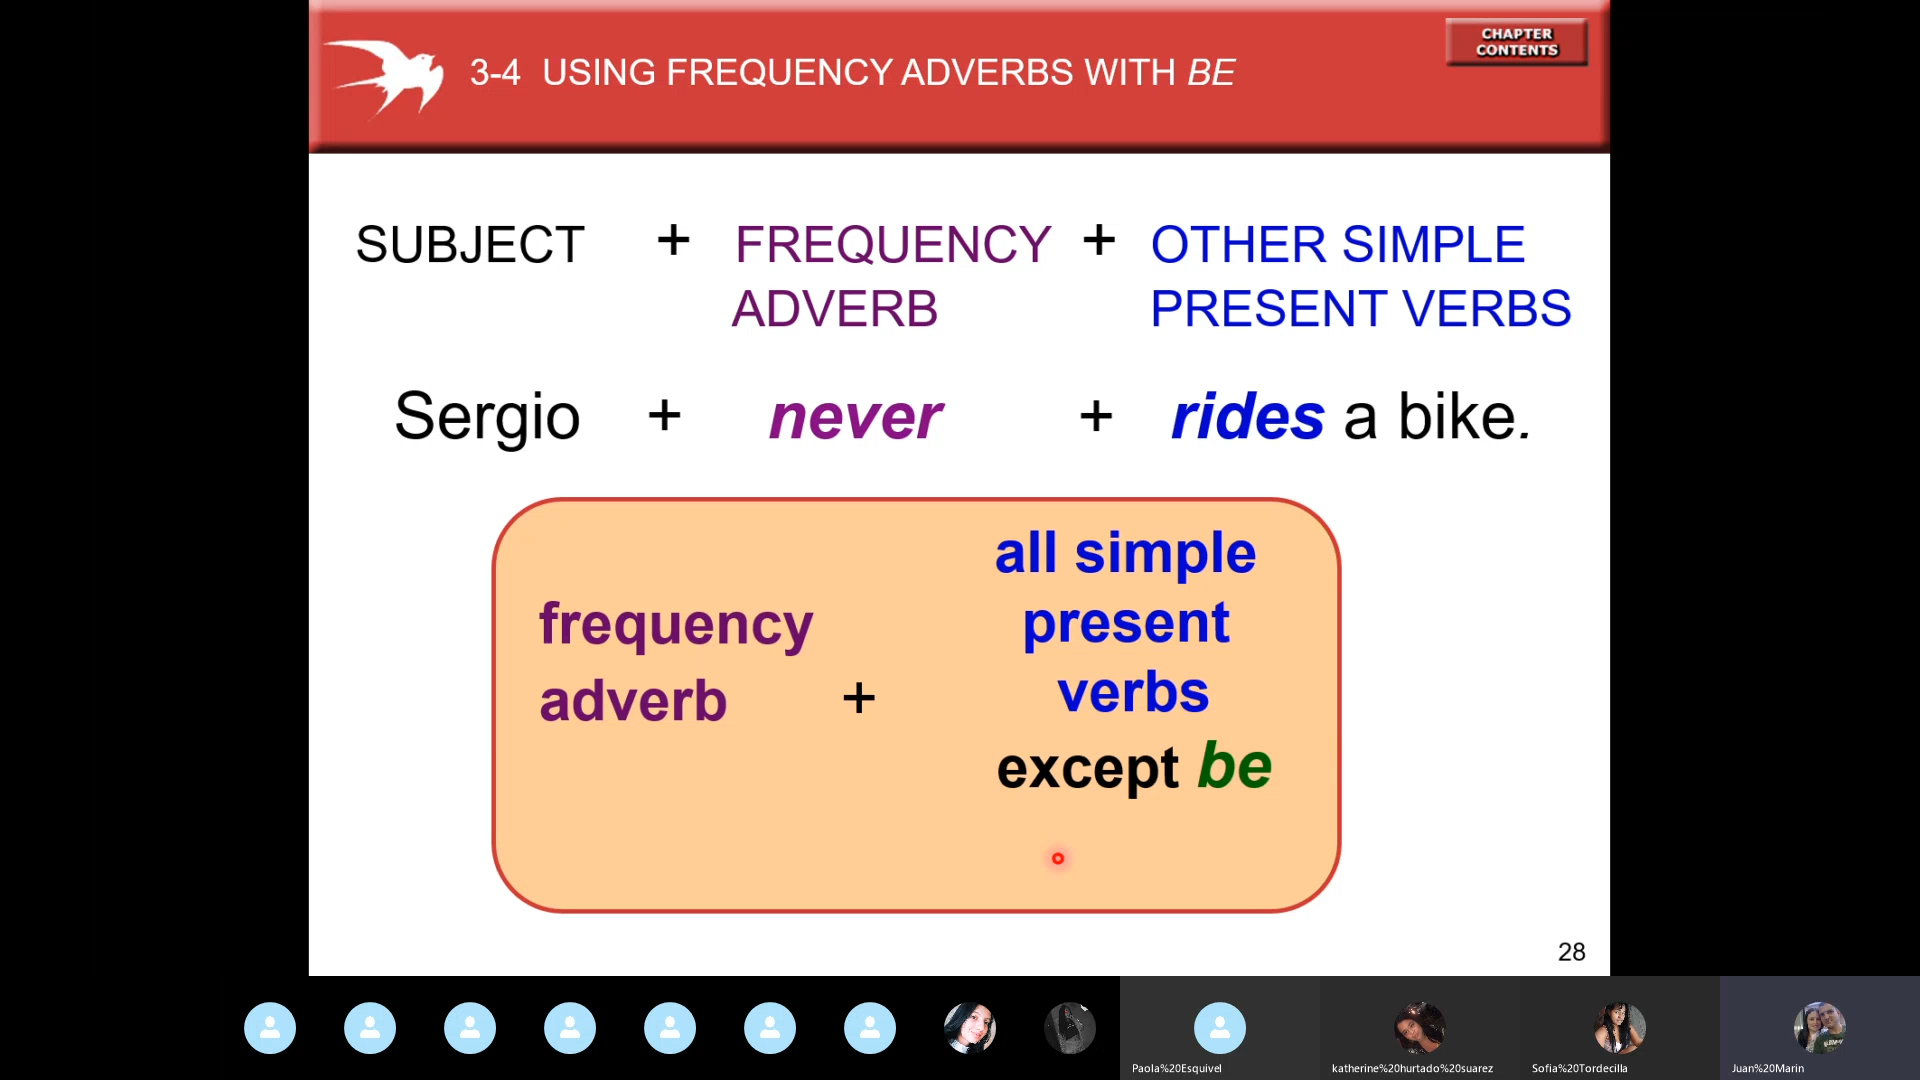 CHAPTER
CONTENTS
3-4 USING FREQUENCY ADVERBS WITH BE
SUBJECT + FREQUENCY + OTHER SIMPLE
ADVERB PRESENT VERBS
Sergio + never + rides a bike.
all simple
frequency present
adverb + verbs
except be
28
Paola%20Esquivel
katherine%20hurtado%20suarez
Sofia%20Tordecilla
Juan%20Marin